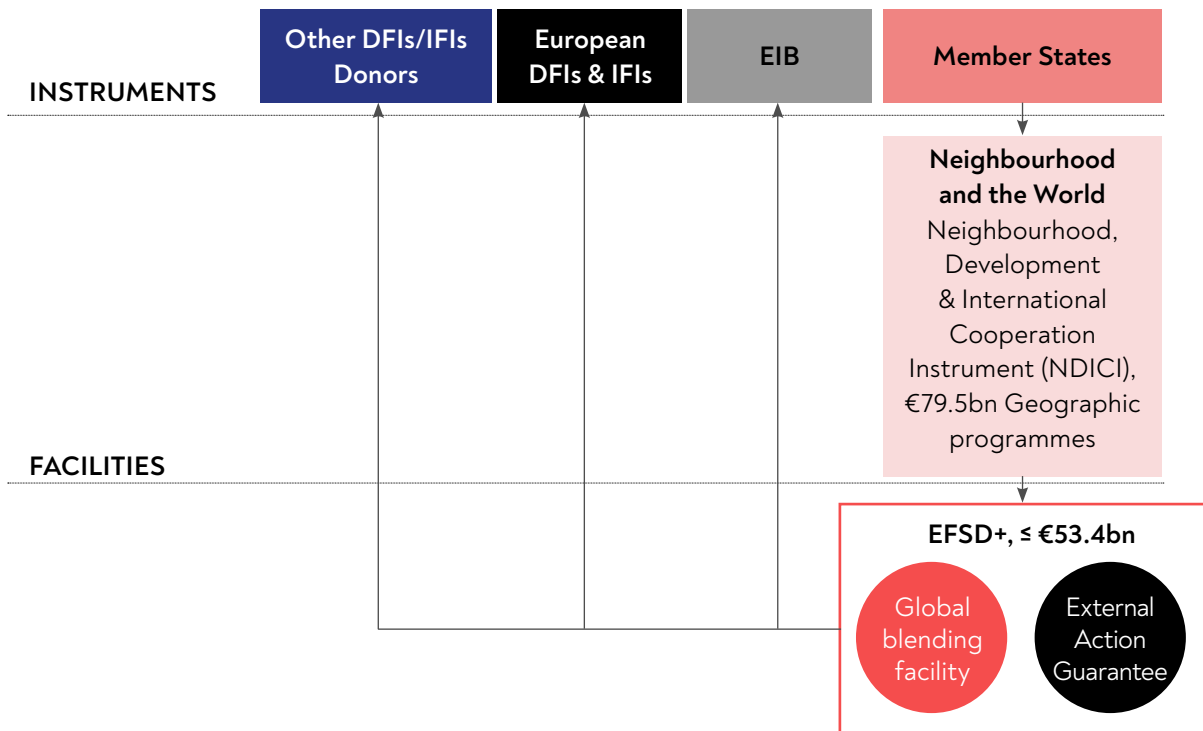 Other DFIs/IFIs
Donors
European
DFIs & IFIs
EIB
Member States
INSTRUMENTS
Neighbourhood
and the World
Neighbourhood,
Development
& International
Cooperation
Instrument (NDICI),
€79.5bn Geographic
programmes
FACILITIES
EFSD+, ≤ €53.4bn
Global
blending
facility
External
Action
Guarantee